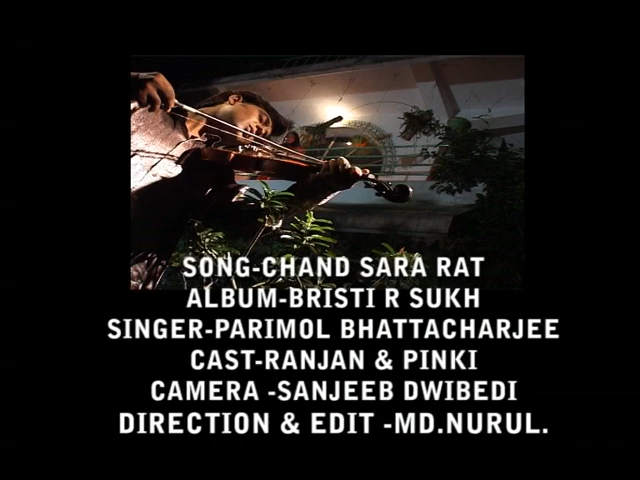 SONG-CHAND SARA RAT
ALBUM-BRISTI R SUKH
SINGER-PARIMOL BHATTACHARJEE
CAST-RANJAN & PINKI
CAMERA -SANJEEB DWIBEDI
DIRECTION & EDIT -MD.NURUL.